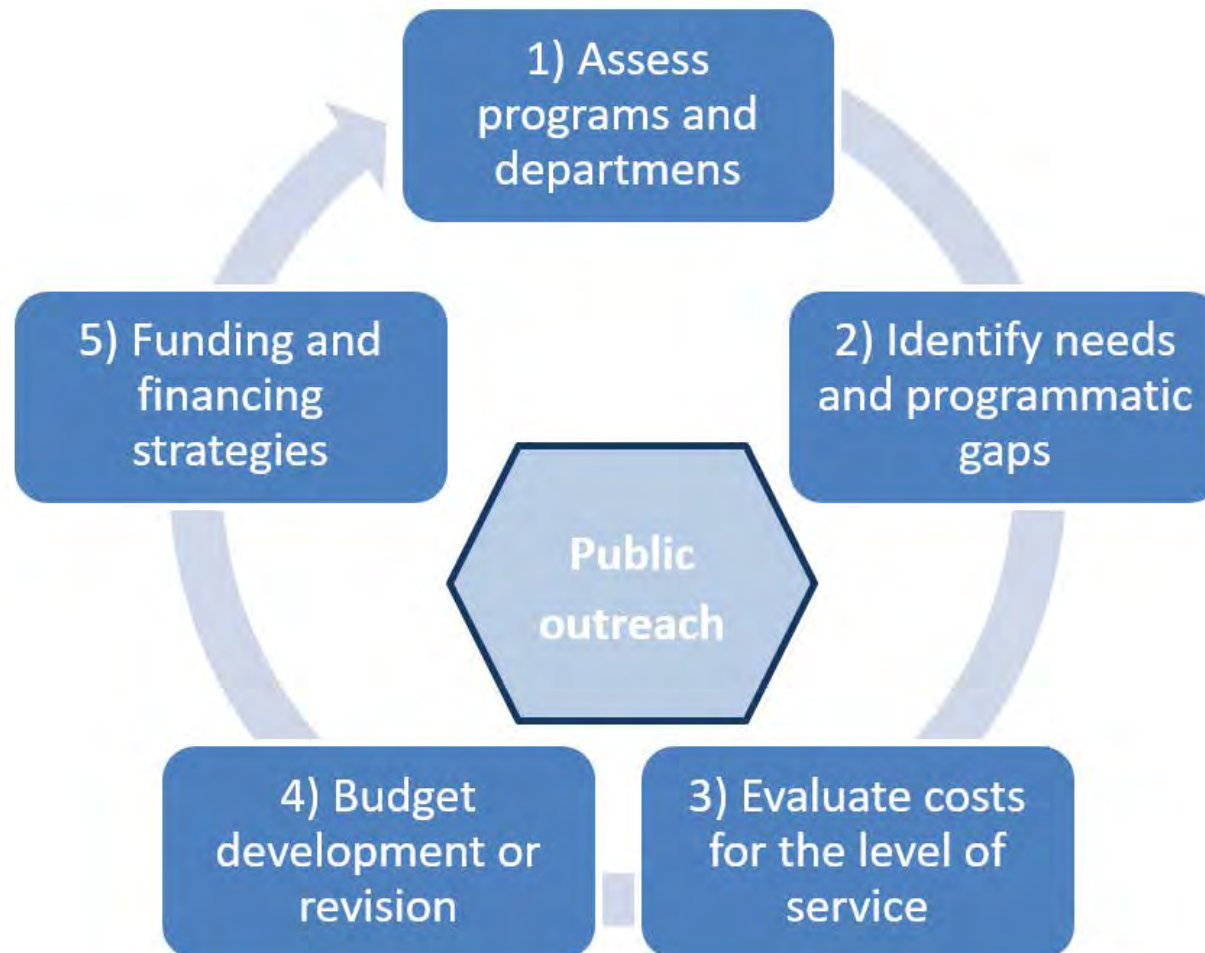 1) Assess
programs and
departmens
2) Identify needs
and programmatic
gaps
3) Evaluate costs
for the level of
service
4) Budget
development or
revision
5) Funding and
financing
strategies
Public
outreach